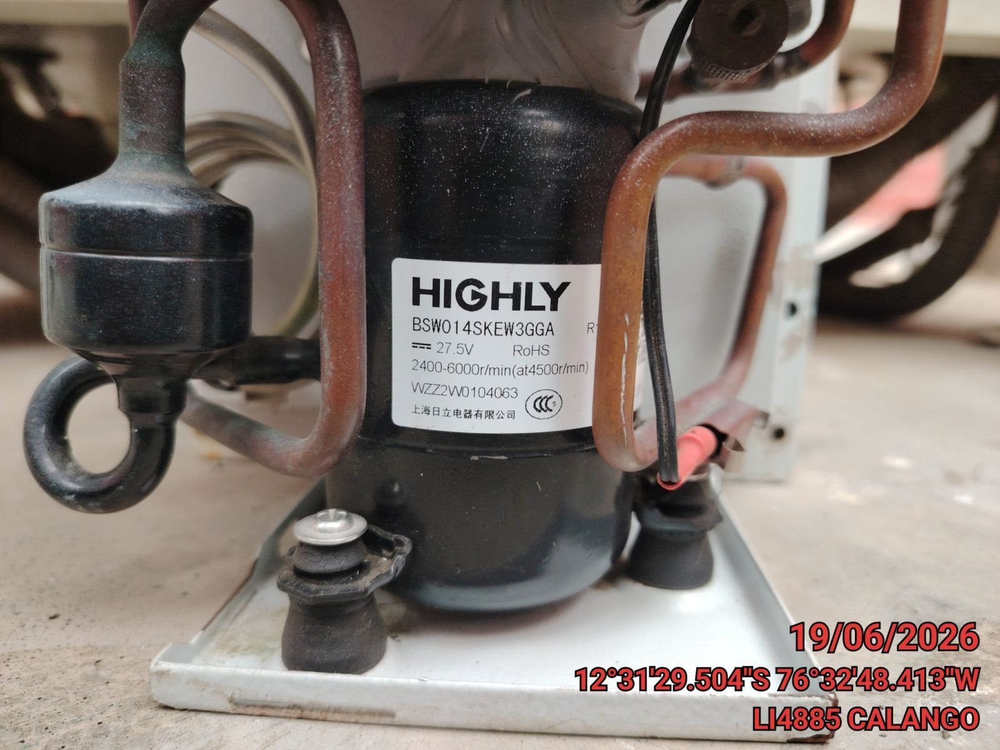 HIGHLY
BSW014SKEW3GGA
27.5V RoHS
2400-6000r/min(at4500r/min)
WZZ2W0104063
上海日立电器有限公司
CCC S
19/06/2026
12°31'29.504"S 76°32'48.413"W
LI4885 CALANGO